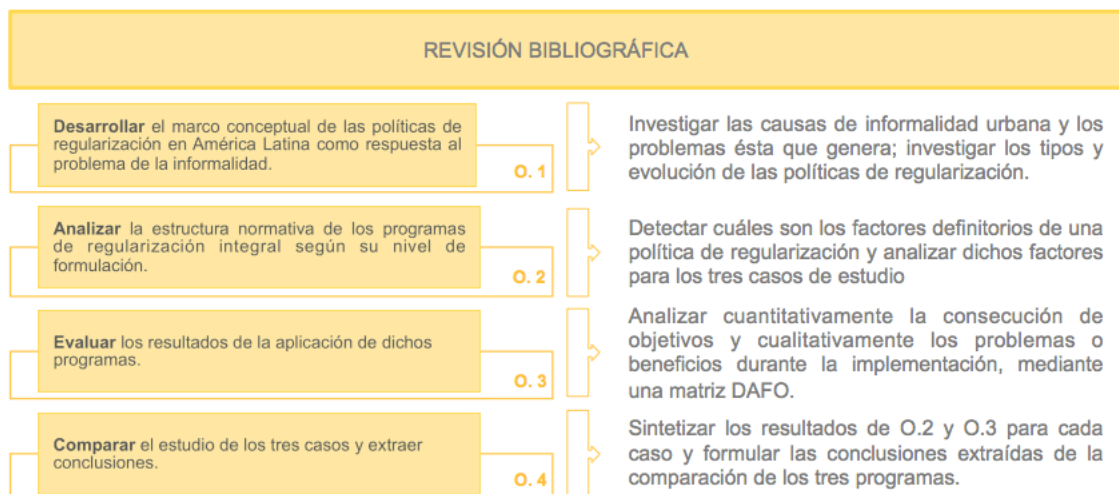 REVISIÓN BIBLIOGRÁFICA
Desarrollar el marco conceptual de las políticas de
regularización en América Latina como respuesta al
problema de la informalidad.
O. 1
Investigar las causas de informalidad urbana y los
problemas ésta que genera; investigar los tipos y
evolución de las políticas de regularización.
Analizar la estructura normativa de los programas
de regularización integral según su nivel de
formulación.
O. 2
Detectar cuáles son los factores definitorios de una
política de regularización y analizar dichos factores
para los tres casos de estudio
Evaluar los resultados de la aplicación de dichos
programas.
O. 3
Analizar cuantitativamente la consecución de
objetivos y cualitativamente los problemas o
beneficios durante la implementación, mediante
una matriz DAFO.
Comparar el estudio de los tres casos y extraer
conclusiones.
O. 4
Sintetizar los resultados de O.2 y O.3 para cada
caso y formular las conclusiones extraídas de la
comparación de los tres programas.